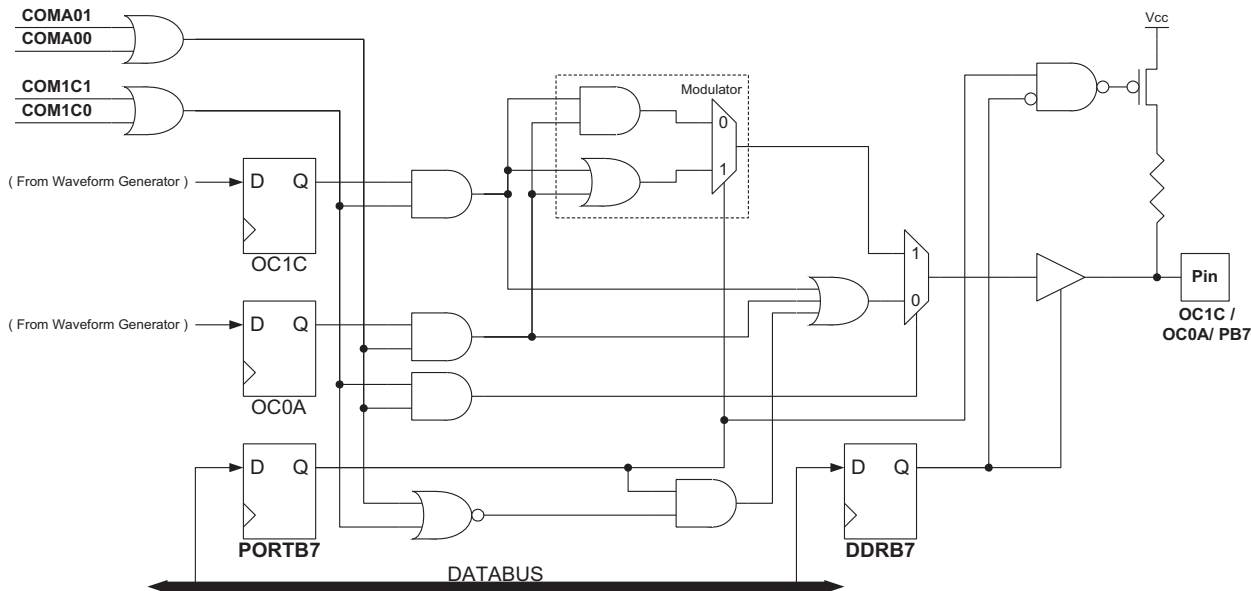 COMA01
COMA00
Vcc
COM1C1
COM1C0
Modulator
0
1
( From Waveform Generator )
D Q
OC1C
1
0
Pin
OC1C /
OC0A/ PB7
( From Waveform Generator )
D Q
OC0A
D Q
PORTB7
D Q
DDRB7
DATABUS